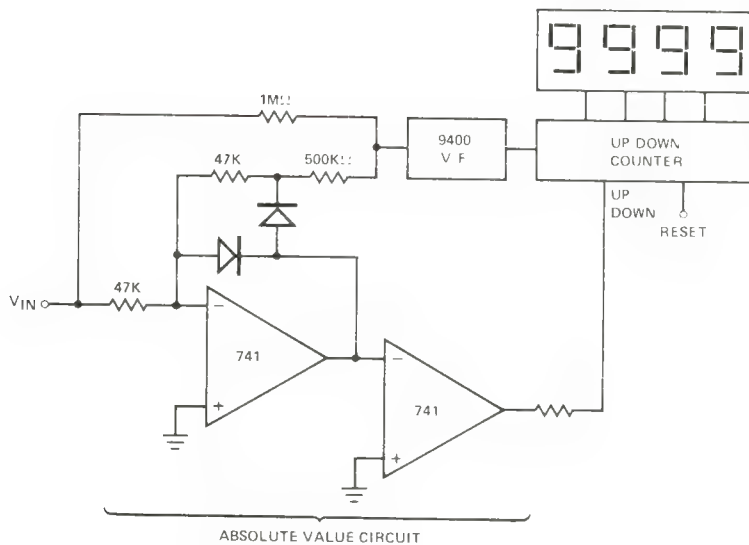 9999
1MΩ
47K
500KΩ
9400
V F
UP DOWN
COUNTER
UP
DOWN
RESET
47K
VIN
−
741
+
−
741
+
ABSOLUTE VALUE CIRCUIT